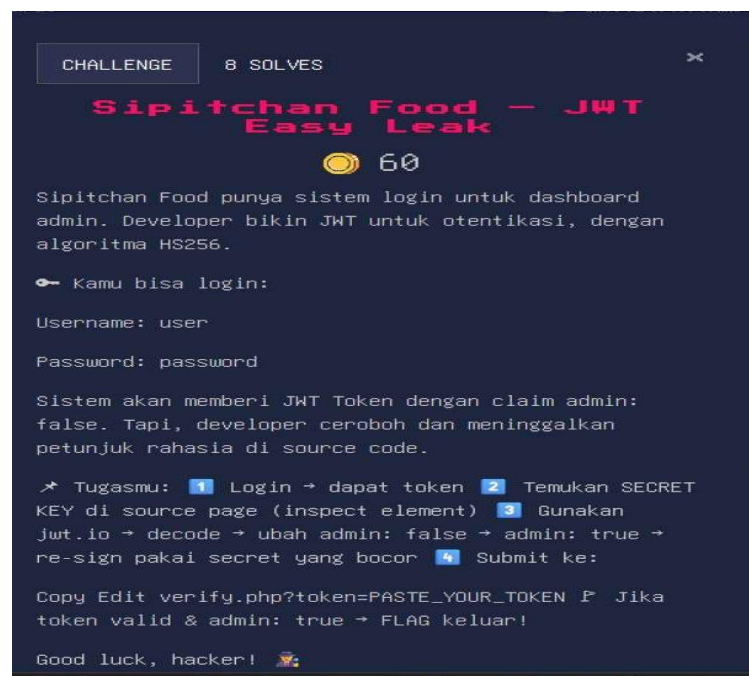 CHALLENGE 8 SOLVES ×
Sipitchan Food – JWT
Easy Leak
60
Sipitchan Food punya sistem login untuk dashboard
admin. Developer bikin JWT untuk otentikasi, dengan
algoritma HS256.
🔑 Kamu bisa login:
Username: user
Password: password
Sistem akan memberi JWT Token dengan claim admin:
false. Tapi, developer ceroboh dan meninggalkan
petunjuk rahasia di source code.
📌 Tugasmu: 1️⃣ Login → dapat token 2️⃣ Temukan SECRET
KEY di source page (inspect element) 3️⃣ Gunakan
jwt.io → decode → ubah admin: false → admin: true →
re-sign pakai secret yang bocor 4️⃣ Submit ke:
Copy Edit verify.php?token=PASTE_YOUR_TOKEN 🚩 Jika
token valid & admin: true → FLAG keluar!
Good luck, hacker! 🕵️